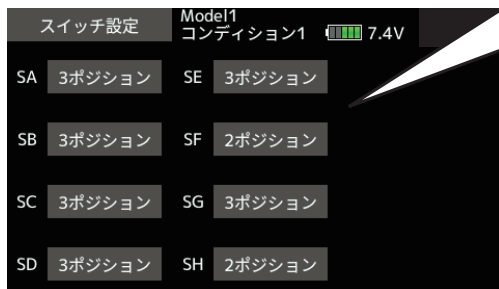 スイッチ設定
Model1
コンディション1 7.4V
SA 3ポジション SE 3ポジション
SB 3ポジション SF 2ポジション
SC 3ポジション SG 3ポジション
SD 3ポジション SH 2ポジション